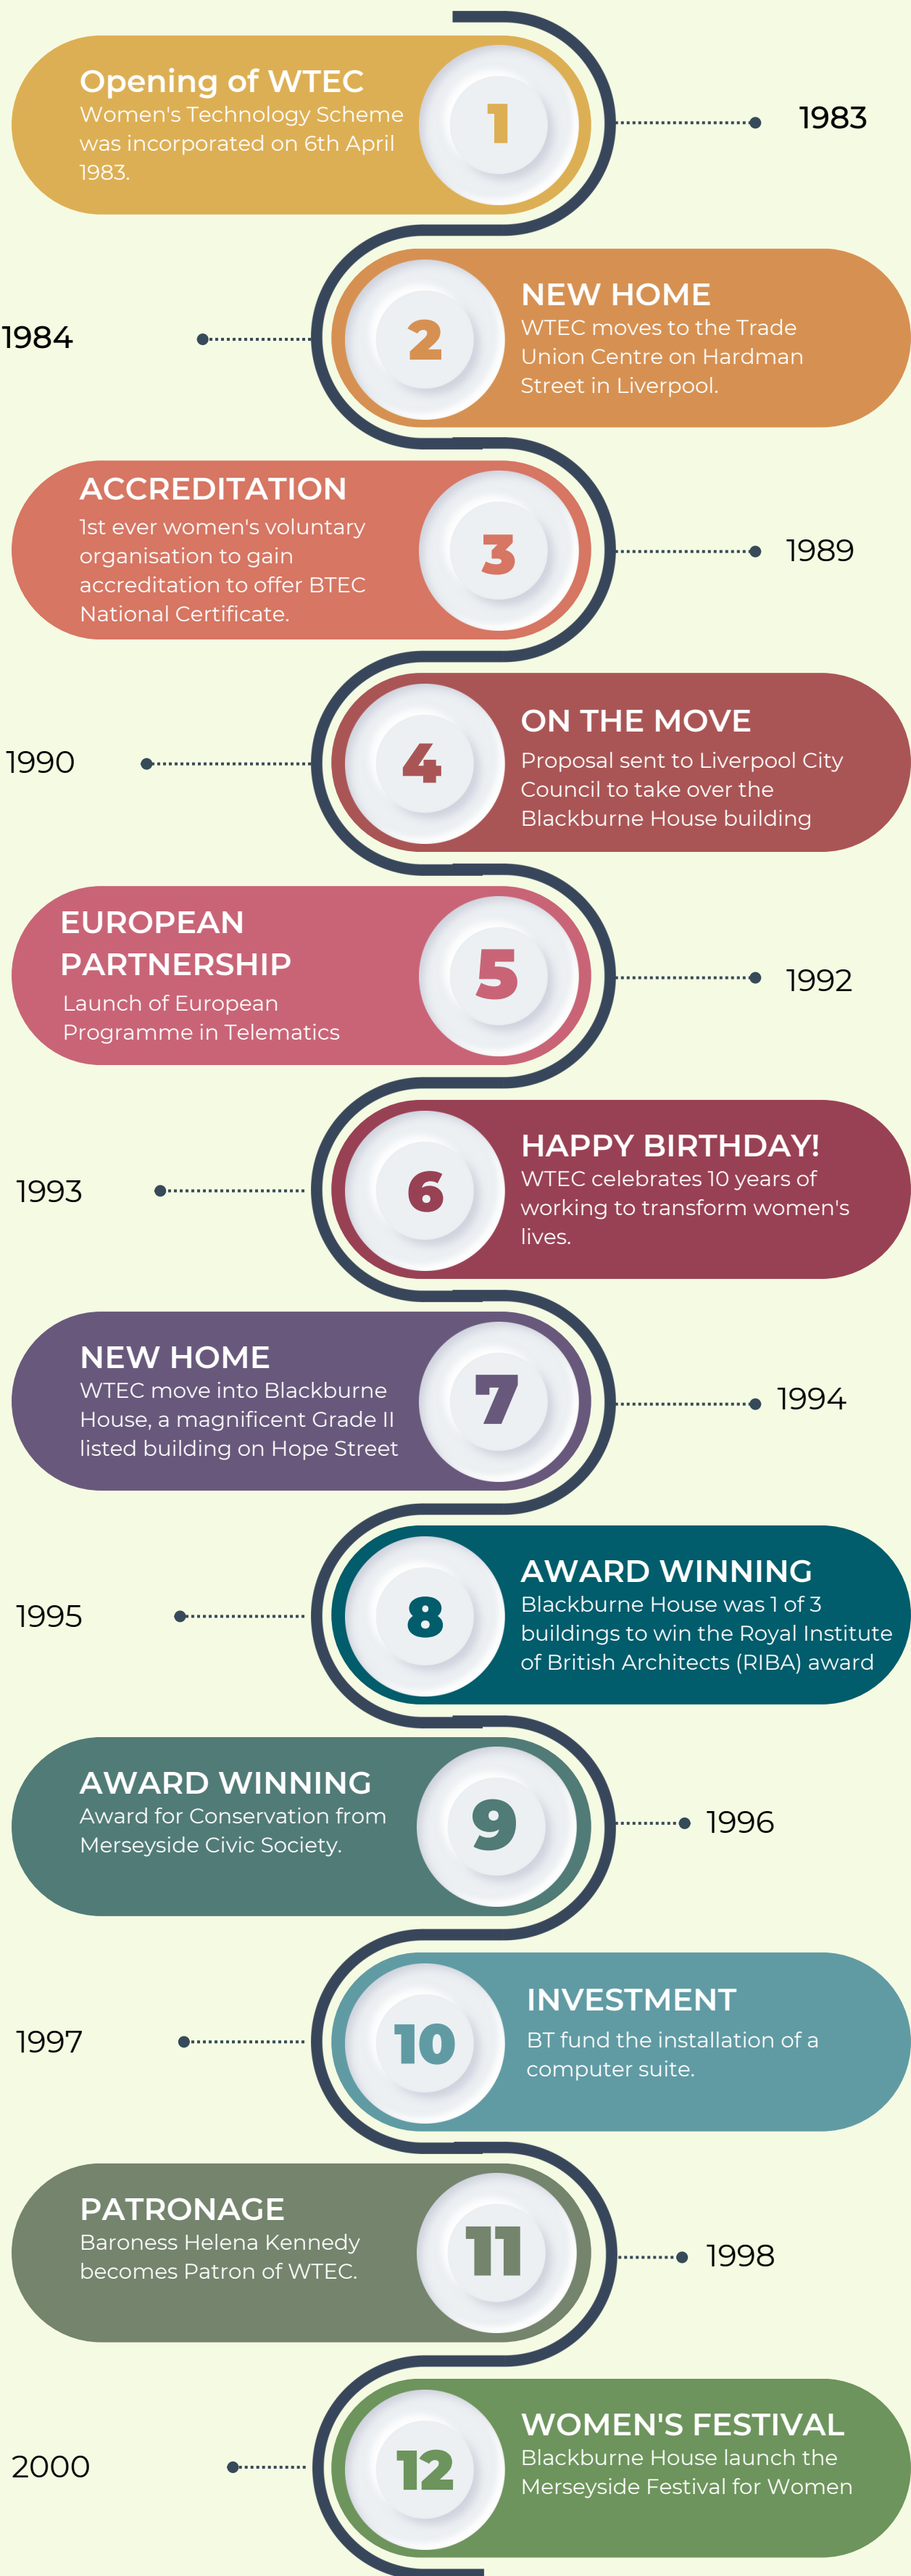 Opening of WTEC
Women's Technology Scheme
was incorporated on 6th April
1983.
1
1983
1984
2
NEW HOME
WTEC moves to the Trade
Union Centre on Hardman
Street in Liverpool.
ACCREDITATION
1st ever women's voluntary
organisation to gain
accreditation to offer BTEC
National Certificate.
3
1989
1990
4
ON THE MOVE
Proposal sent to Liverpool City
Council to take over the
Blackburne House building
EUROPEAN
PARTNERSHIP
Launch of European
Programme in Telematics
5
1992
1993
6
HAPPY BIRTHDAY!
WTEC celebrates 10 years of
working to transform women's
lives.
NEW HOME
WTEC move into Blackburne
House, a magnificent Grade II
listed building on Hope Street
7
1994
1995
8
AWARD WINNING
Blackburne House was 1 of 3
buildings to win the Royal Institute
of British Architects (RIBA) award
AWARD WINNING
Award for Conservation from
Merseyside Civic Society.
9
1996
1997
10
INVESTMENT
BT fund the installation of a
computer suite.
PATRONAGE
Baroness Helena Kennedy
becomes Patron of WTEC.
11
1998
2000
12
WOMEN'S FESTIVAL
Blackburne House launch the
Merseyside Festival for Women